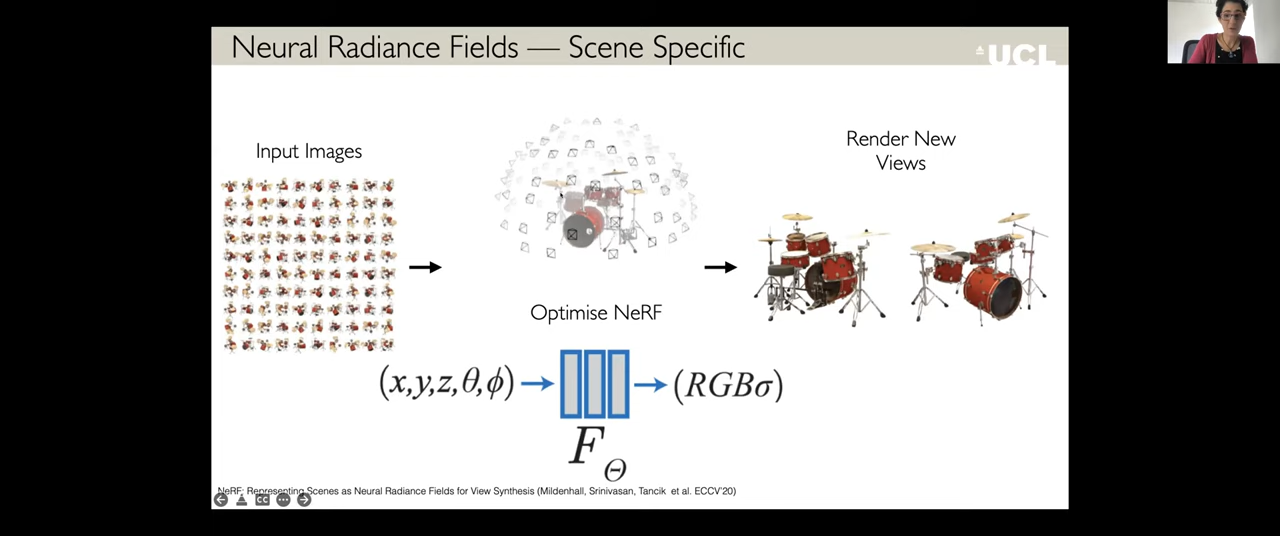 Neural Radiance Fields — Scene Specific
UCL
Input Images
Render New
Views
Optimise NeRF
(x,y,z,θ,ϕ)
(RGBσ)
F
Θ
NeRF: Representing Scenes as Neural Radiance Fields for View Synthesis (Mildenhall, Srinivasan, Tancik et al. ECCV'20)
CC